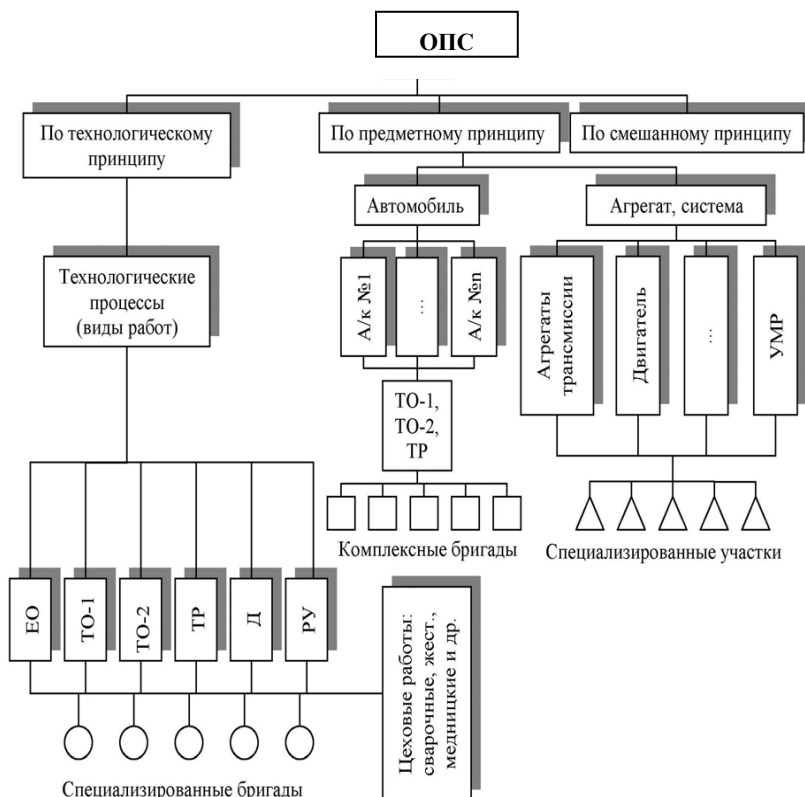 ОПС
По технологическому
принципу
По предметному принципу
По смешанному принципу
Автомобиль
Агрегат, система
Технологические
процессы
(виды работ)
А/к №1
...
А/к №n
Агрегаты
трансмиссии
Двигатель
...
УМР
ТО-1,
ТО-2,
ТР
Комплексные бригады
Специализированные участки
ЕО
ТО-1
ТО-2
ТР
Д
РУ
Цеховые работы:
сварочные, жест.,
медницкие и др.
Специализированные бригады